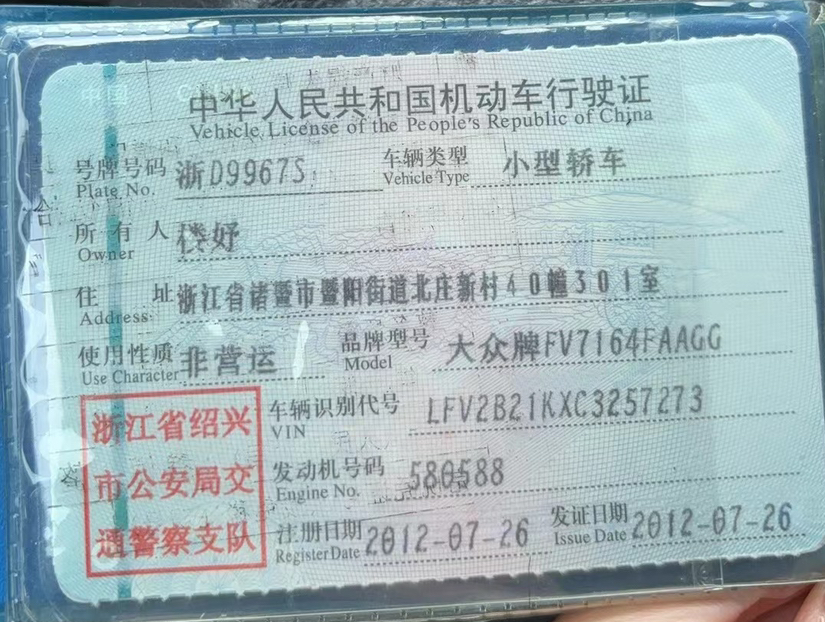 中华人民共和国机动车行驶证
Vehicle License of the People's Republic of China
号牌号码 浙D9967S 车辆类型 小型轿车
Plate No. Vehicle Type
所有人 楼妤
Owner
住址 浙江省诸暨市暨阳街道北庄新村40幢301室
Address
使用性质 非营运 品牌型号 大众牌FV7164FAAGG
Use Character Model
浙江省绍兴
市公安局交
通警察支队
车辆识别代号 LFV2B21KXC3257273
VIN
发动机号码 580588
Engine No.
注册日期 2012-07-26 发证日期 2012-07-26
Register Date Issue Date